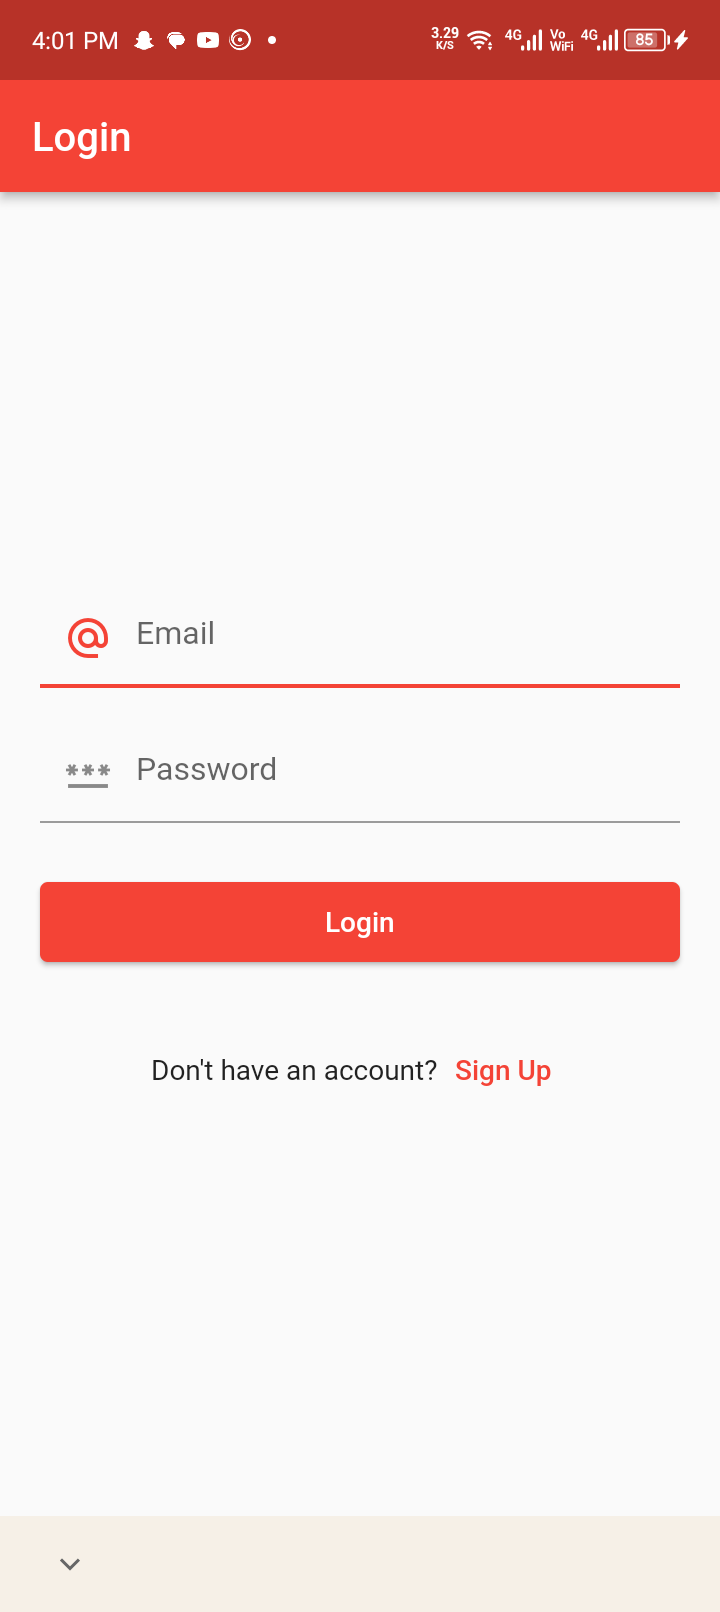 4:01 PM 3.29 K/S 4G Vo WiFi 4G 85
Login
Email
*** Password
Login
Don't have an account? Sign Up